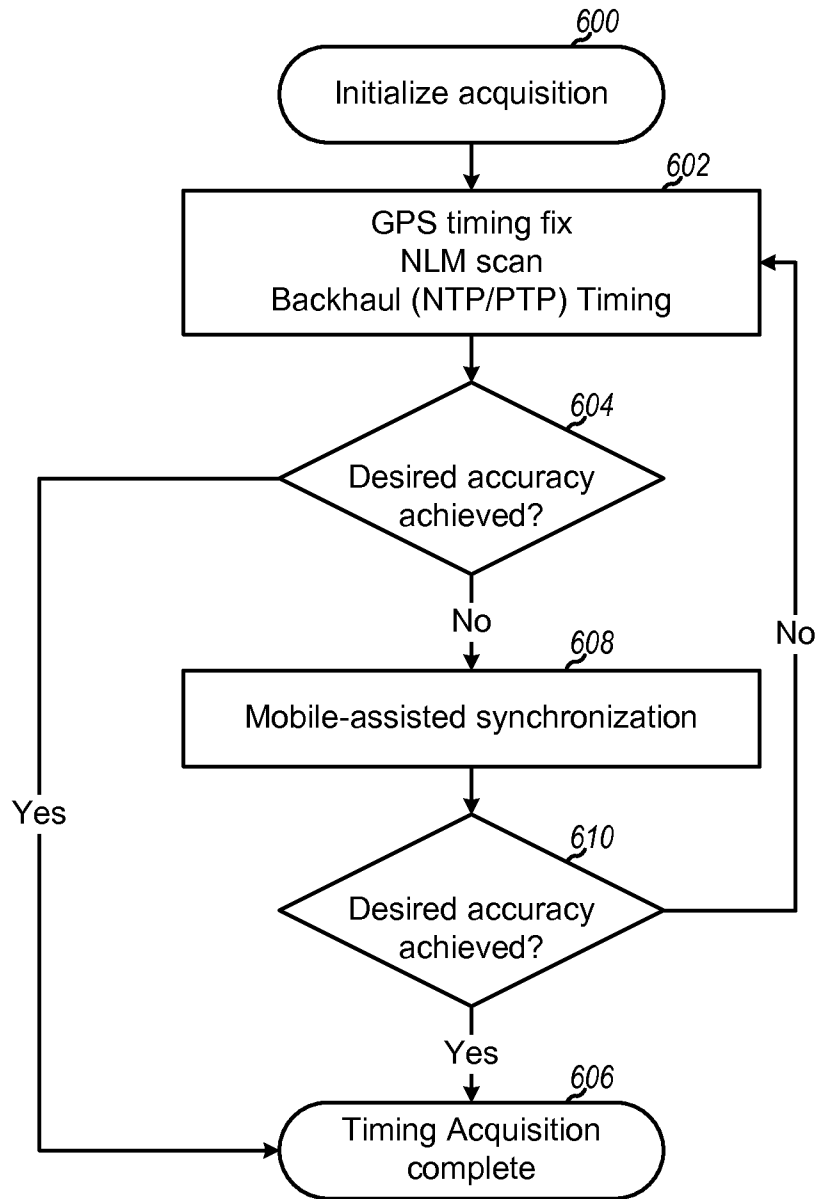 600
Initialize acquisition
602
GPS timing fix
NLM scan
Backhaul (NTP/PTP) Timing
604
Desired accuracy
achieved?
No
No
608
Mobile-assisted synchronization
Yes
610
Desired accuracy
achieved?
Yes
606
Timing Acquisition
complete